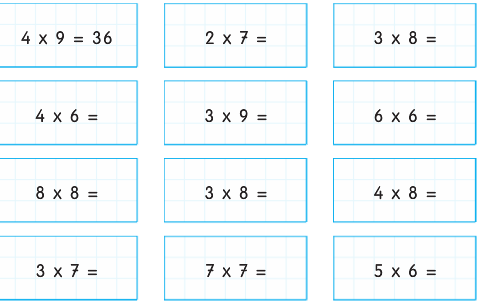 4 x 9 = 36
2 x 7 =
3 x 8 =
4 x 6 =
3 x 9 =
6 x 6 =
8 x 8 =
3 x 8 =
4 x 8 =
3 x 7 =
7 x 7 =
5 x 6 =